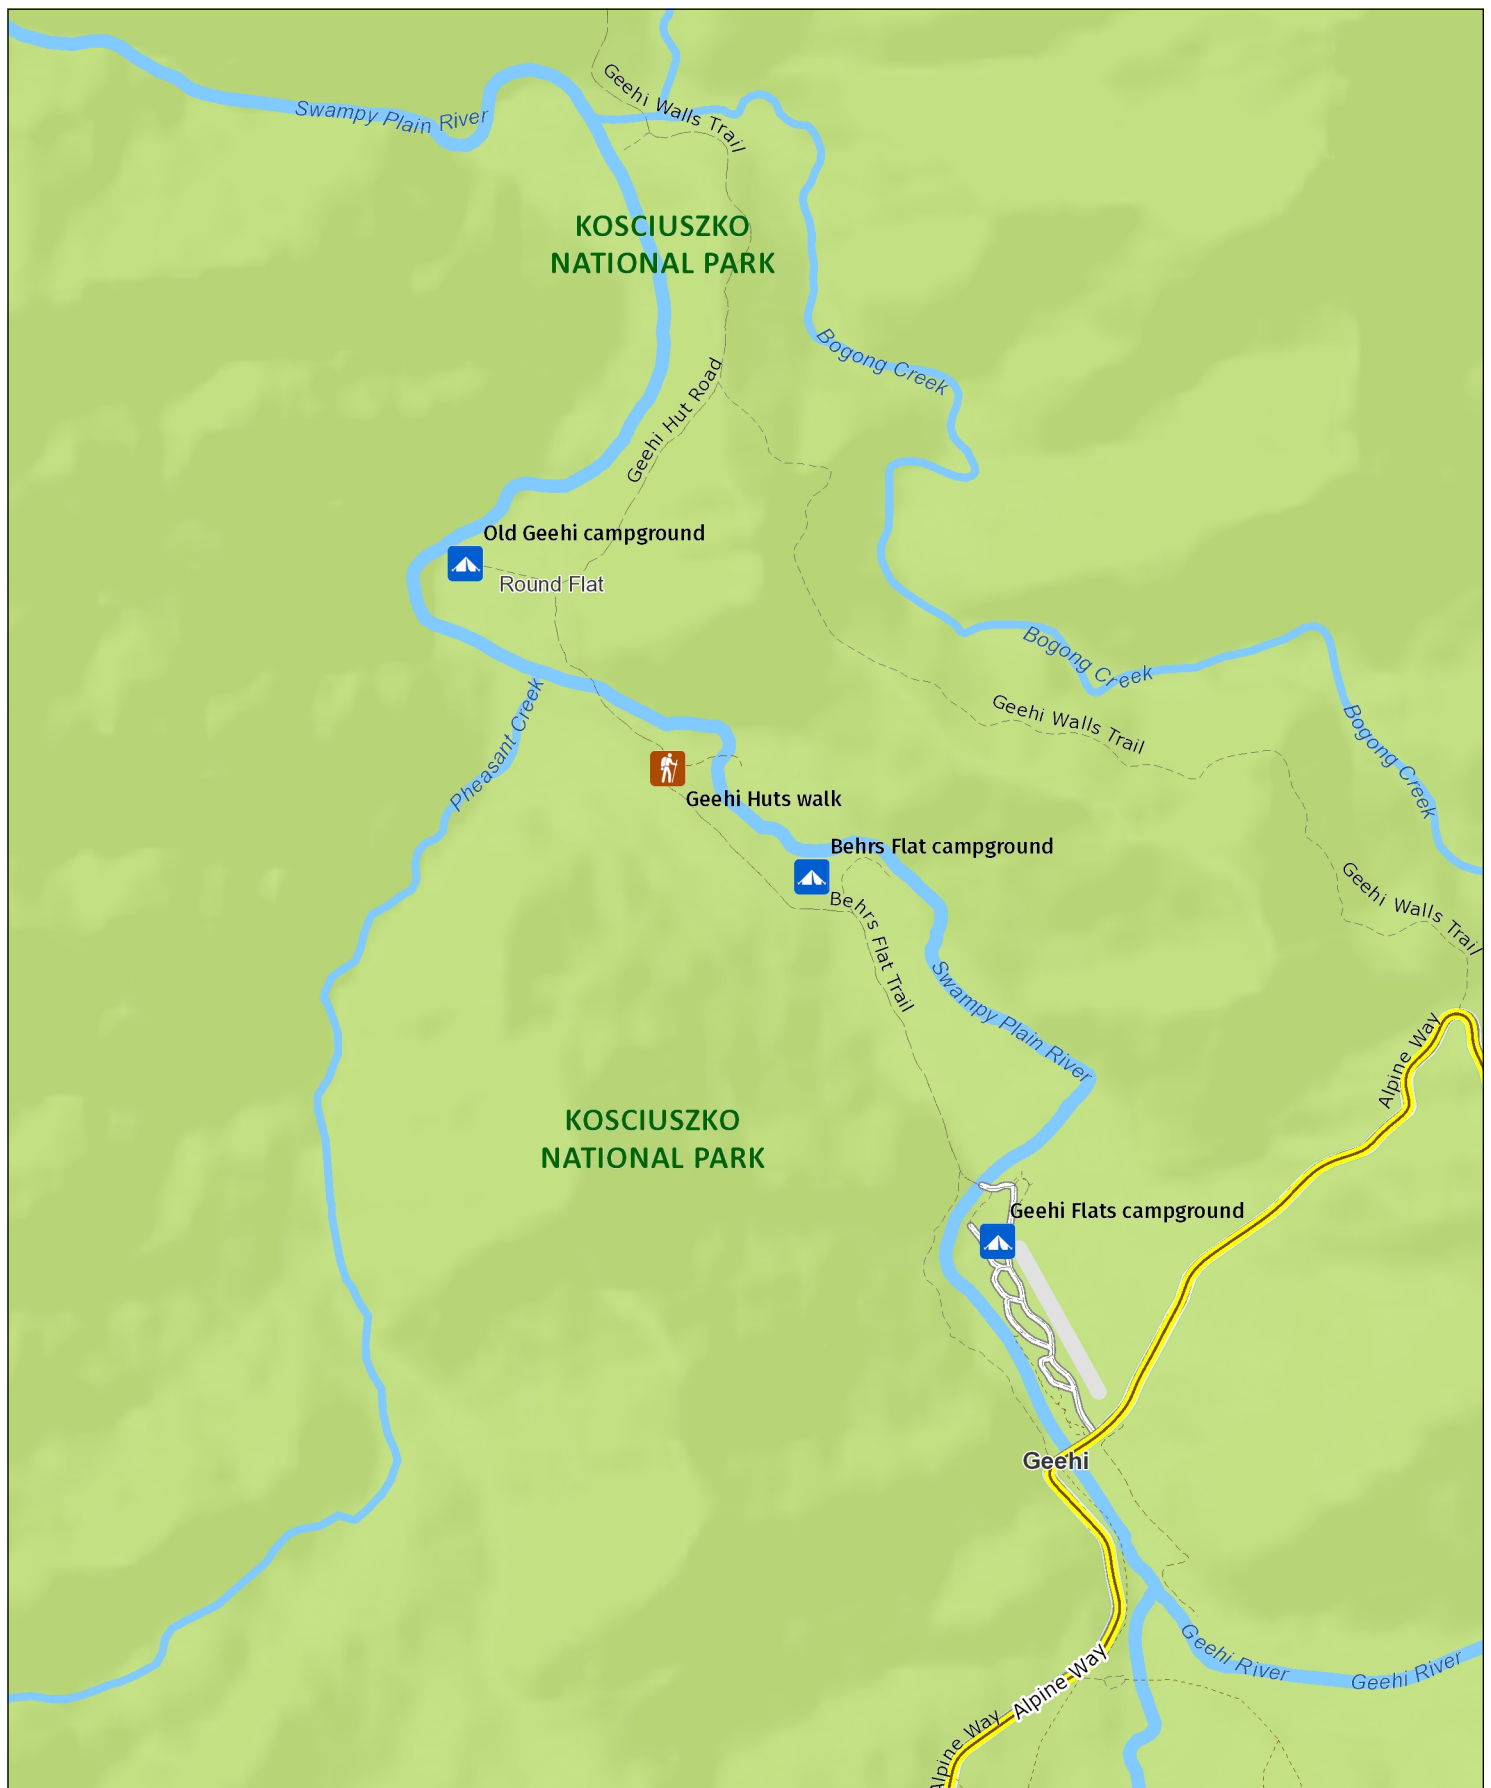 Geehi Walls Trail
Swampy Plain River
KOSCIUSZKO
NATIONAL PARK
Bogong Creek
Geehi Hut Road
Old Geehi campground
Round Flat
Bogong Creek
Pheasant Creek
Geehi Walls Trail
Bogong Creek
Geehi Huts walk
Behrs Flat campground
Behrs Flat Trail
Geehi Walls Trail
Swampy Plain River
Alpine Way
KOSCIUSZKO
NATIONAL PARK
Geehi Flats campground
Geehi
Geehi River
Geehi River
Alpine Way
Alpine Way